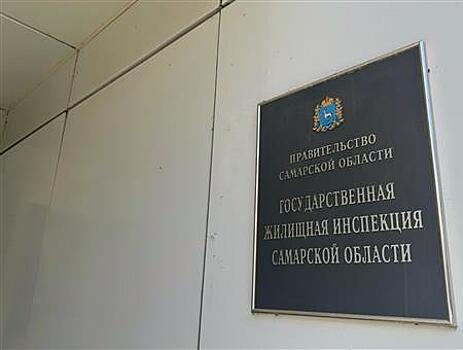 ПРАВИТЕЛЬСТВО
САМАРСКОЙ ОБЛАСТИ
ГОСУДАРСТВЕННАЯ
ЖИЛИЩНАЯ ИНСПЕКЦИЯ
САМАРСКОЙ ОБЛАСТИ